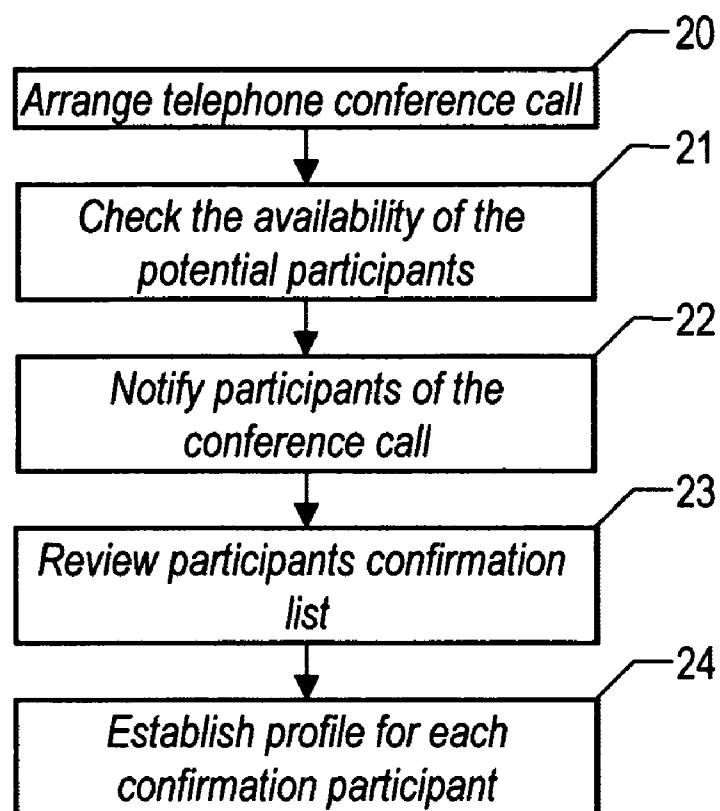 20
Arrange telephone conference call
21
Check the availability of the
potential participants
22
Notify participants of the
conference call
23
Review participants confirmation
list
24
Establish profile for each
confirmation participant